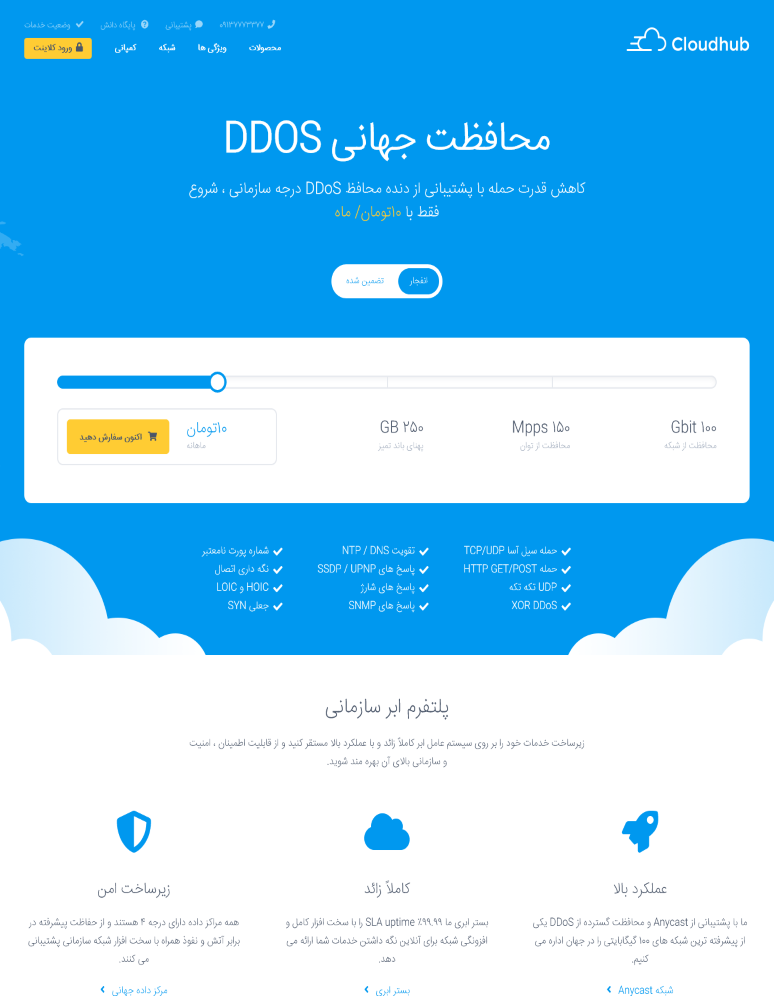 ۰۹۱۳۷۷۷۳۳۷۷ پشتیبانی پایگاه دانش وضعیت خدمات
Cloudhub
محصولات ویژگی ها شبکه کمپانی ورود کلاینت
محافظت جهانی DDOS
کاهش قدرت حمله با پشتیبانی از دنده محافظ DDoS درجه سازمانی ، شروع
فقط با ۱۰تومان/ ماه
انفجار تضمین شده
۱۰۰ Gbit
محافظت از شبکه
۱۵۰ Mpps
محافظت از توان
۲۵۰ GB
پهنای باند تمیز
۱۰تومان
ماهانه
اکنون سفارش دهید
حمله سیل آسا TCP/UDP
حمله HTTP GET/POST
UDP تکه تکه
XOR DDoS
تقویت NTP / DNS
پاسخ های SSDP / UPNP
پاسخ های شارژ
پاسخ های SNMP
شماره پورت نامعتبر
نگه داری اتصال
HOIC و LOIC
جعلی SYN
پلتفرم ابر سازمانی
زیرساخت خدمات خود را بر روی سیستم عامل ابر کاملاً زائد و با عملکرد بالا مستقر کنید و از قابلیت اطمینان ، امنیت
و سازمانی بالای آن بهره مند شوید.
عملکرد بالا
ما با پشتیبانی از Anycast و محافظت گسترده از DDoS یکی
از پیشرفته ترین شبکه های ۱۰۰ گیگابایتی را در جهان اداره می
کنیم.
شبکه Anycast
کاملاً زائد
بستر ابری ما ۹۹.۹۹٪ SLA uptime را با سخت افزار کامل و
افزونگی شبکه برای آنلاین نگه داشتن خدمات شما ارائه می
دهد.
بستر ابری
زیرساخت امن
همه مراکز داده دارای درجه ۴ هستند و از حفاظت پیشرفته در
برابر آتش و نفوذ همراه با سخت افزار شبکه سازمانی پشتیبانی
می کنند.
مرکز داده جهانی